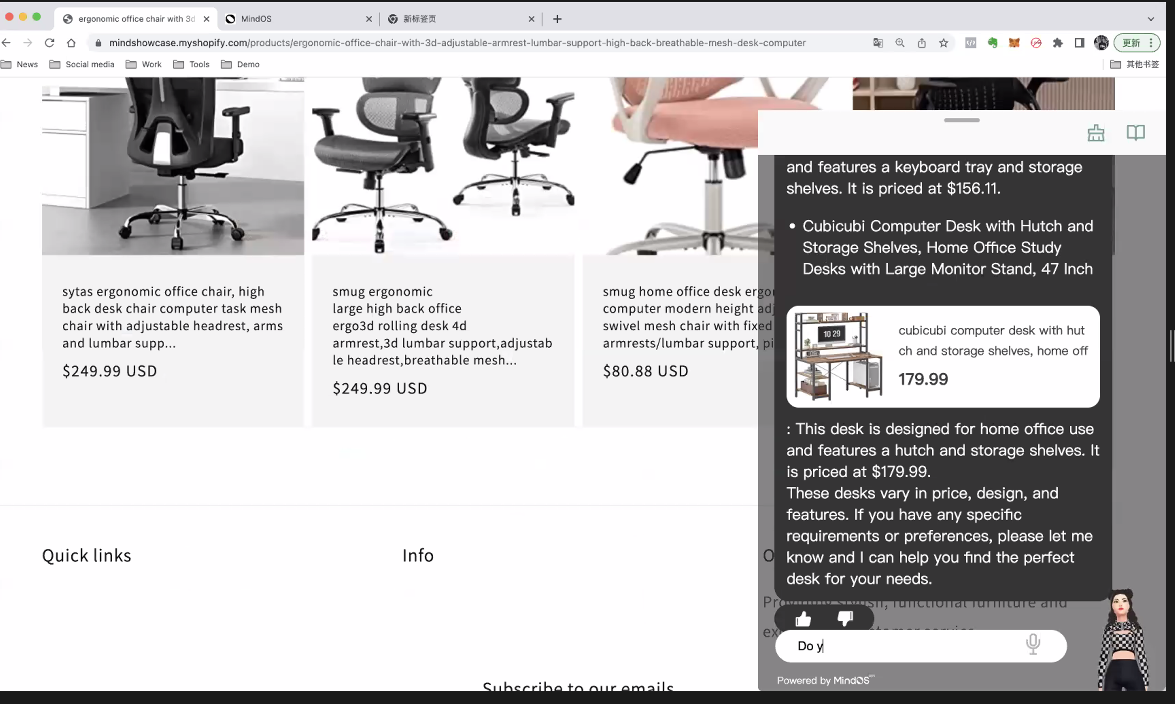 ergonomic office chair with 3d
MindOS
新标签页
mindshowcase.myshopify.com/products/ergonomic-office-chair-with-3d-adjustable-armrest-lumbar-support-high-back-breathable-mesh-desk-computer
更新
News
Social media
Work
Tools
Demo
其他书签
sytas ergonomic office chair, high
back desk chair computer task mesh
chair with adjustable headrest, arms
and lumbar supp...
$249.99 USD
smug ergonomic
large high back office
ergo3d rolling desk 4d
armrest,3d lumbar support,adjustab
le headrest,breathable mesh...
$249.99 USD
smug home office desk ergo
computer modern height adj
swivel mesh chair with fixed
armrests/lumbar support, pi
$80.88 USD
and features a keyboard tray and storage
shelves. It is priced at $156.11.
• Cubicubi Computer Desk with Hutch and
Storage Shelves, Home Office Study
Desks with Large Monitor Stand, 47 Inch
10 29
cubicubi computer desk with hut
ch and storage shelves, home off
179.99
: This desk is designed for home office use
and features a hutch and storage shelves. It
is priced at $179.99.
These desks vary in price, design, and
features. If you have any specific
requirements or preferences, please let me
know and I can help you find the perfect
desk for your needs.
Do y
Powered by MindOS
Quick links
Info
O
Providing stylish, functional furniture and
Subscribe to our emails